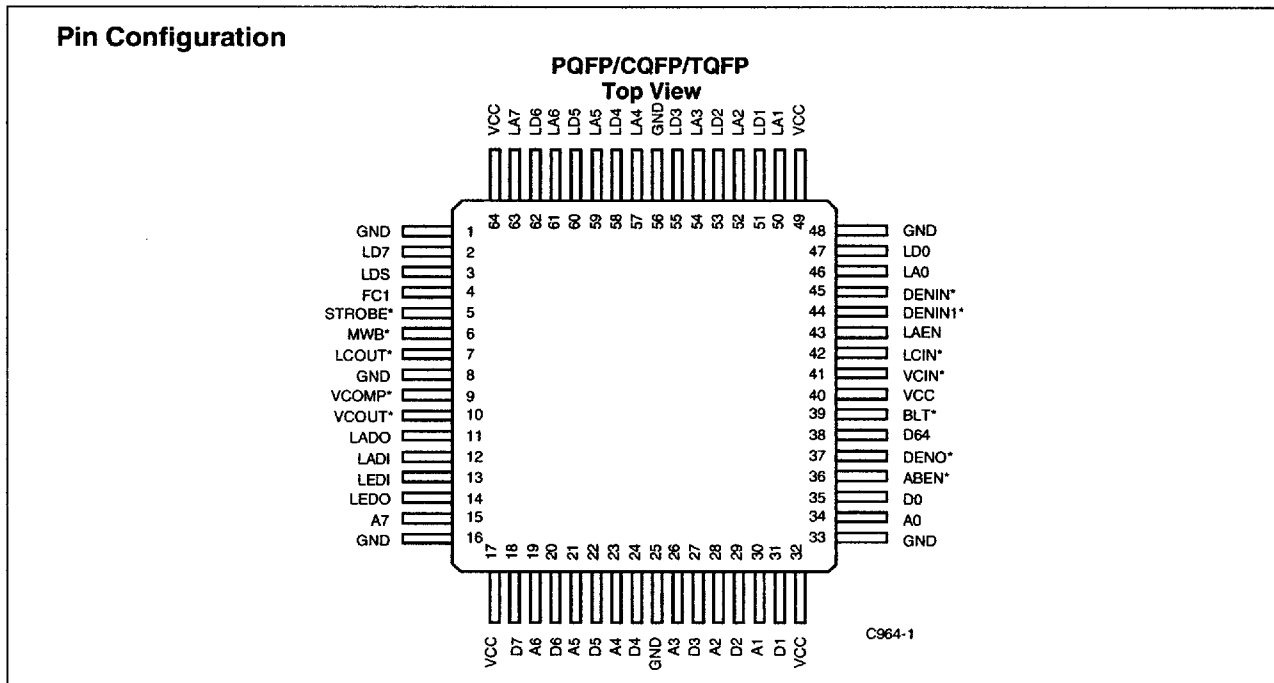 Pin Configuration
PQFP/CQFP/TQFP
Top View
VCC LA7 LD6 LA6 LD5 LA5 LD4 LA4 GND LD3 LA3 LD2 LA2 LD1 LA1 VCC
64 63 62 61 60 59 58 57 56 55 54 53 52 51 50 49
GND 1 48 GND
LD7 2 47 LD0
LDS 3 46 LA0
FC1 4 45 DENIN*
STROBE* 5 44 DENIN1*
MWB* 6 43 LAEN
LCOUT* 7 42 LCIN*
GND 8 41 VCIN*
VCOMP* 9 40 VCC
VCOUT* 10 39 BLT*
LADO 11 38 D64
LADI 12 37 DENO*
LEDI 13 36 ABEN*
LEDO 14 35 D0
A7 15 34 A0
GND 16 33 GND
17 18 19 20 21 22 23 24 25 26 27 28 29 30 31 32
VCC D7 A6 D6 A5 D5 A4 D4 GND A3 D3 A2 D2 A1 D1 VCC
C964-1